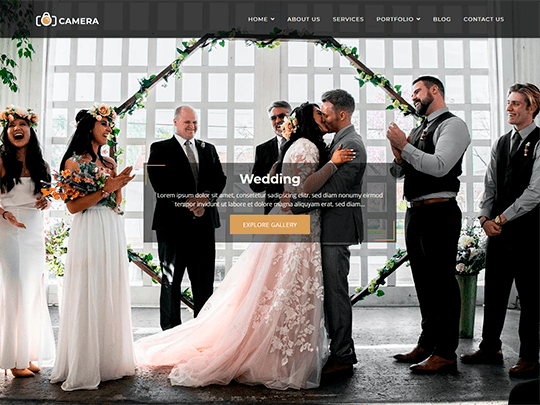 CAMERA
HOME ABOUT US SERVICES PORTFOLIO BLOG CONTACT US
Wedding
Lorem ipsum dolor sit amet, consetetur sadipscing elitr, sed diam nonumy eirmod
tempor invidunt ut labore et dolore magna aliquyam erat, sed diam...
EXPLORE GALLERY